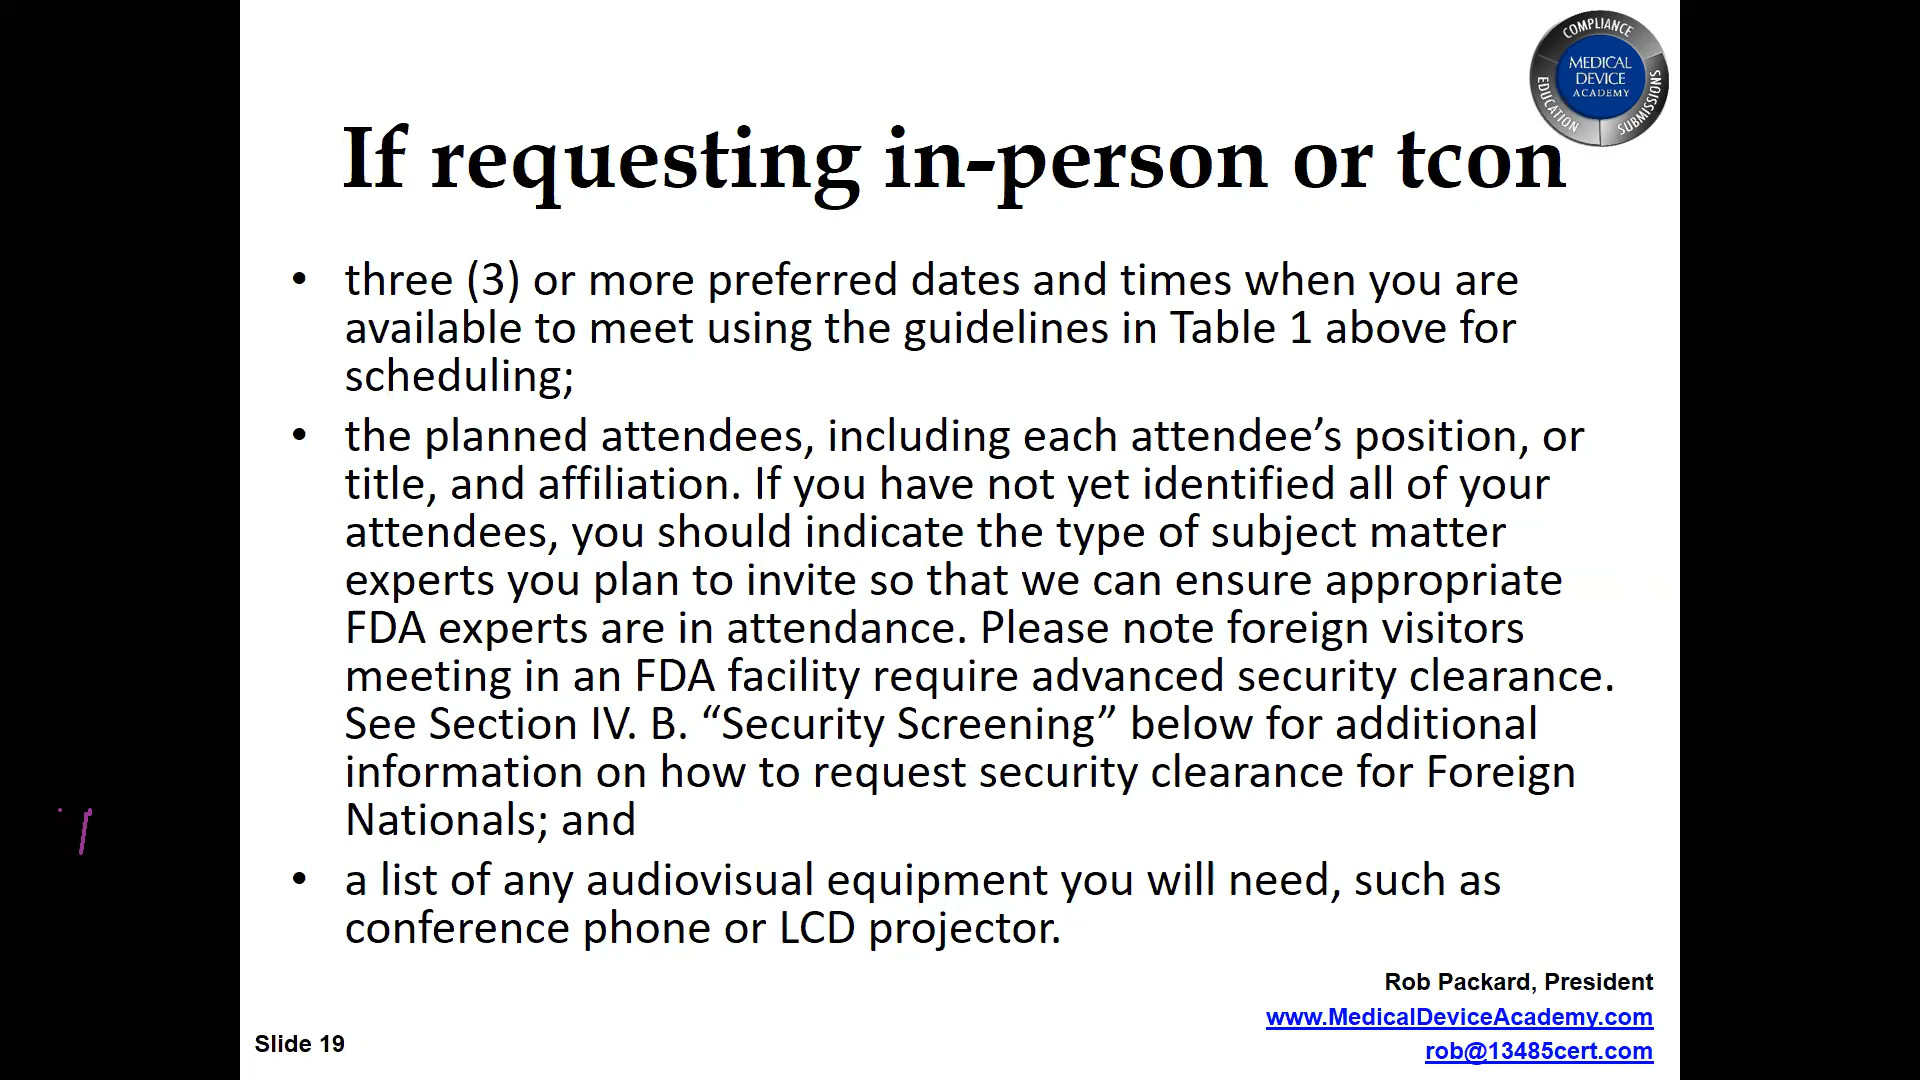 COMPLIANCE
MEDICAL
DEVICE
ACADEMY
EDUCATION
SUBMISSIONS
If requesting in-person or tcon
• three (3) or more preferred dates and times when you are
available to meet using the guidelines in Table 1 above for
scheduling;
• the planned attendees, including each attendee’s position, or
title, and affiliation. If you have not yet identified all of your
attendees, you should indicate the type of subject matter
experts you plan to invite so that we can ensure appropriate
FDA experts are in attendance. Please note foreign visitors
meeting in an FDA facility require advanced security clearance.
See Section IV. B. “Security Screening” below for additional
information on how to request security clearance for Foreign
Nationals; and
• a list of any audiovisual equipment you will need, such as
conference phone or LCD projector.
Rob Packard, President
www.MedicalDeviceAcademy.com
rob@13485cert.com
Slide 19